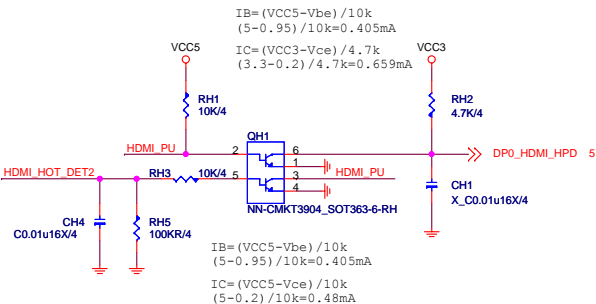 IB=(VCC5-Vbe)/10k
(5-0.95)/10K=0.405mA
IC=(VCC3-Vce)/4.7k
(3.3-0.2)/4.7k=0.659mA
VCC5
VCC3
RH1
10K/4
RH2
4.7K/4
QH1
HDMI_PU
2
6
DP0_HDMI_HPD 5
1
HDMI_HOT_DET2
RH3
10K/4
5
3
HDMI_PU
4
CH1
X_C0.01u16X/4
NN-CMKT3904_SOT363-6-RH
CH4
C0.01u16X/4
RH5
100KR/4
IB=(VCC5-Vbe)/10k
(5-0.95)/10K=0.405mA
IC=(VCC5-Vce)/10k
(5-0.2)/10k=0.48mA